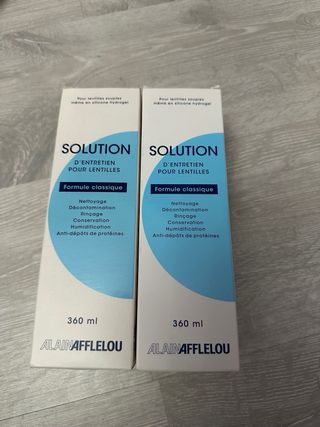 Pour lentilles souples
même en silicone hydrogel
SOLUTION
D'ENTRETIEN
POUR LENTILLES
Formule classique
Nettoyage
Décontamination
Rinçage
Conservation
Humidification
Anti-dépôts de protéines
360 ml
ALAINAFFLELOU
Pour lentilles souples
même en silicone hydrogel
SOLUTION
D'ENTRETIEN
POUR LENTILLES
Formule classique
Nettoyage
Décontamination
Rinçage
Conservation
Humidification
Anti-dépôts de protéines
360 ml
ALAINAFFLELOU